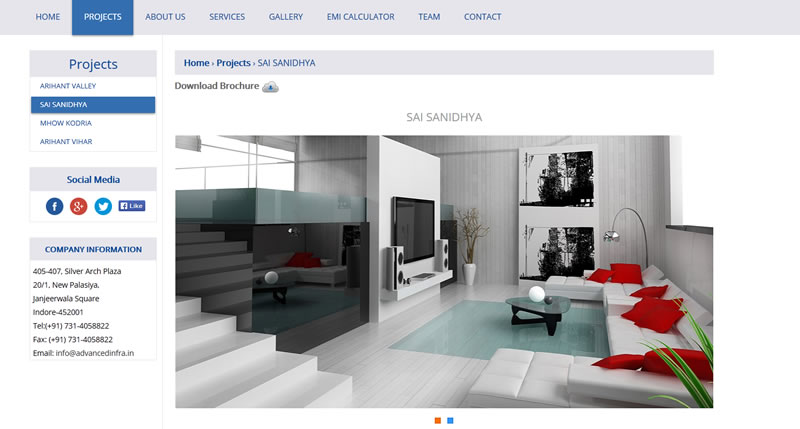 HOME PROJECTS ABOUT US SERVICES GALLERY EMI CALCULATOR TEAM CONTACT
Projects
ARIHANT VALLEY
SAI SANIDHYA
MHOW KODRIA
ARIHANT VIHAR
Social Media
f g+ Like
COMPANY INFORMATION
405-407, Silver Arch Plaza
20/1, New Palasiya,
Janjeerwala Square
Indore-452001
Tel:(+91) 731-4058822
Fax: (+91) 731-4058822
Email: info@advancedinfra.in
Home › Projects › SAI SANIDHYA
Download Brochure
SAI SANIDHYA